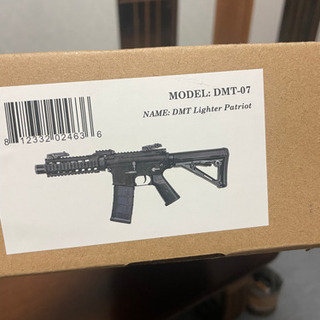 MODEL: DMT-07
NAME: DMT Lighter Patriot
8 12332 02463 6